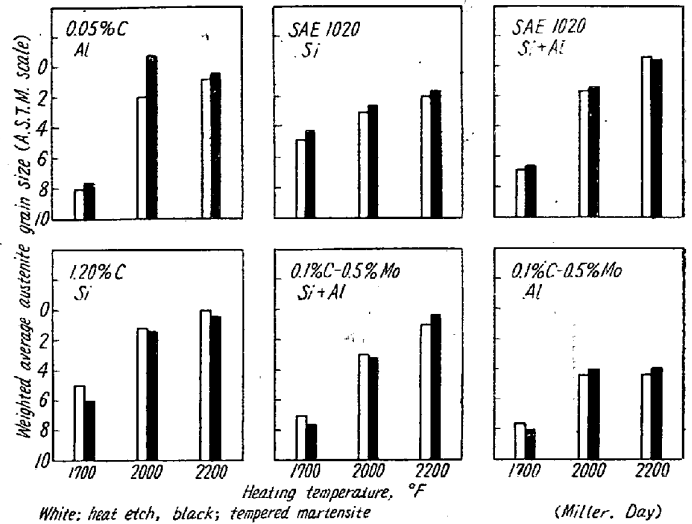 0.05%C
Al
SAE 1020
Si
SAE 1020
Si+Al
0
2
4
6
8
10
1.20%C
Si
0.1%C-0.5%Mo
Si+Al
0.1%C-0.5%Mo
Al
0
2
4
6
8
10
Weighted average austenite
grain size (A.S.T.M. scale)
1700 2000 2200
1700 2000 2200
1700 2000 2200
Heating temperature, °F
White: heat etch, black; tempered martensite
(Miller. Day)